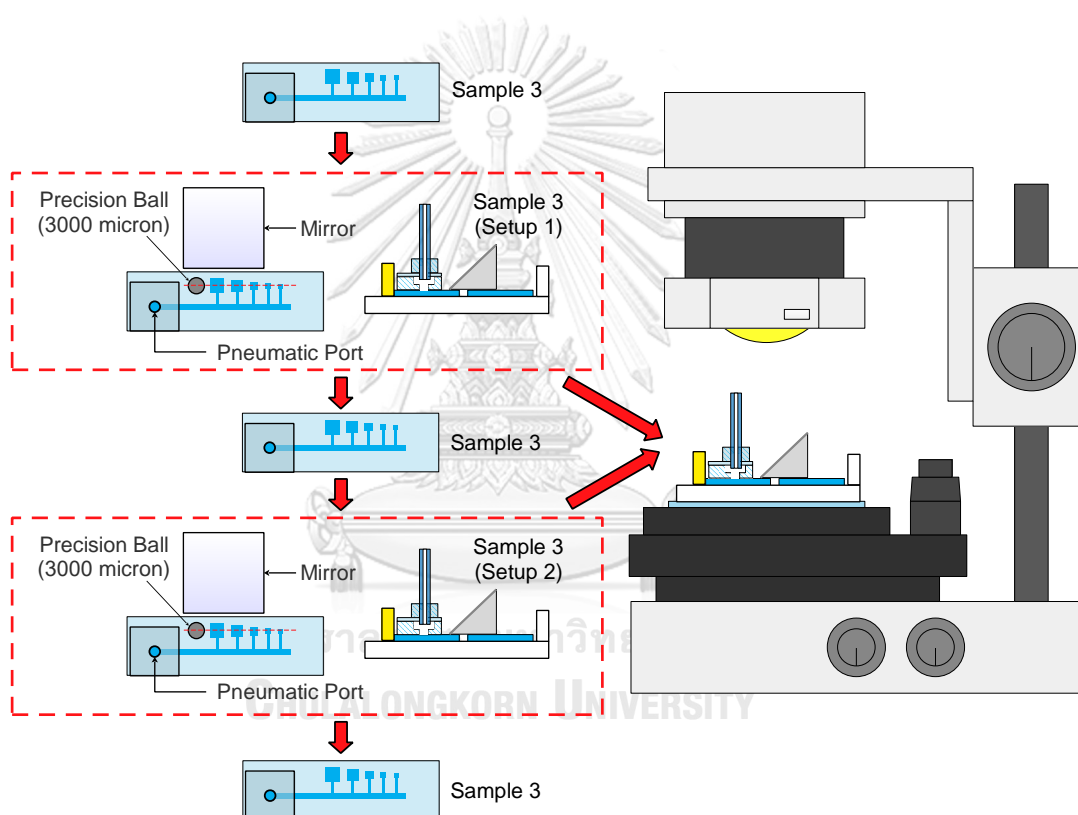 Sample 3
Precision Ball
(3000 micron)
Mirror
Sample 3
(Setup 1)
Pneumatic Port
Sample 3
Precision Ball
(3000 micron)
Mirror
Sample 3
(Setup 2)
Pneumatic Port
CHULALONGKORN UNIVERSITY
Sample 3